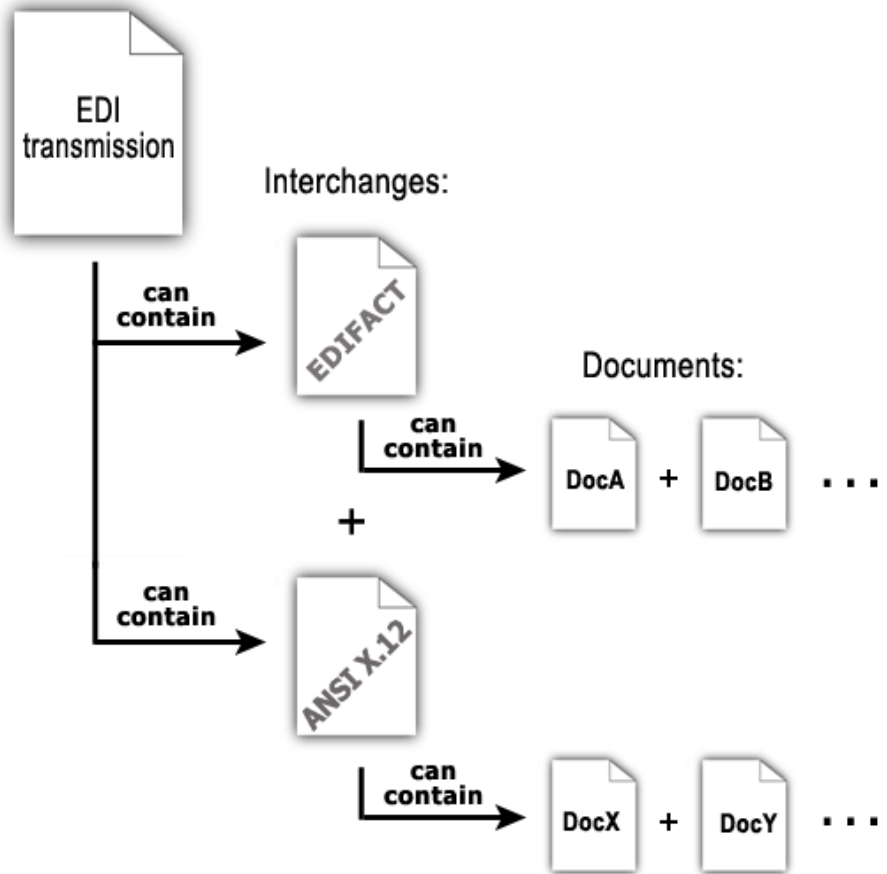 EDI
transmission
Interchanges:
can
contain
EDIFACT
Documents:
can
contain
DocA + DocB ...
+
can
contain
ANSI X.12
can
contain
DocX + DocY ...